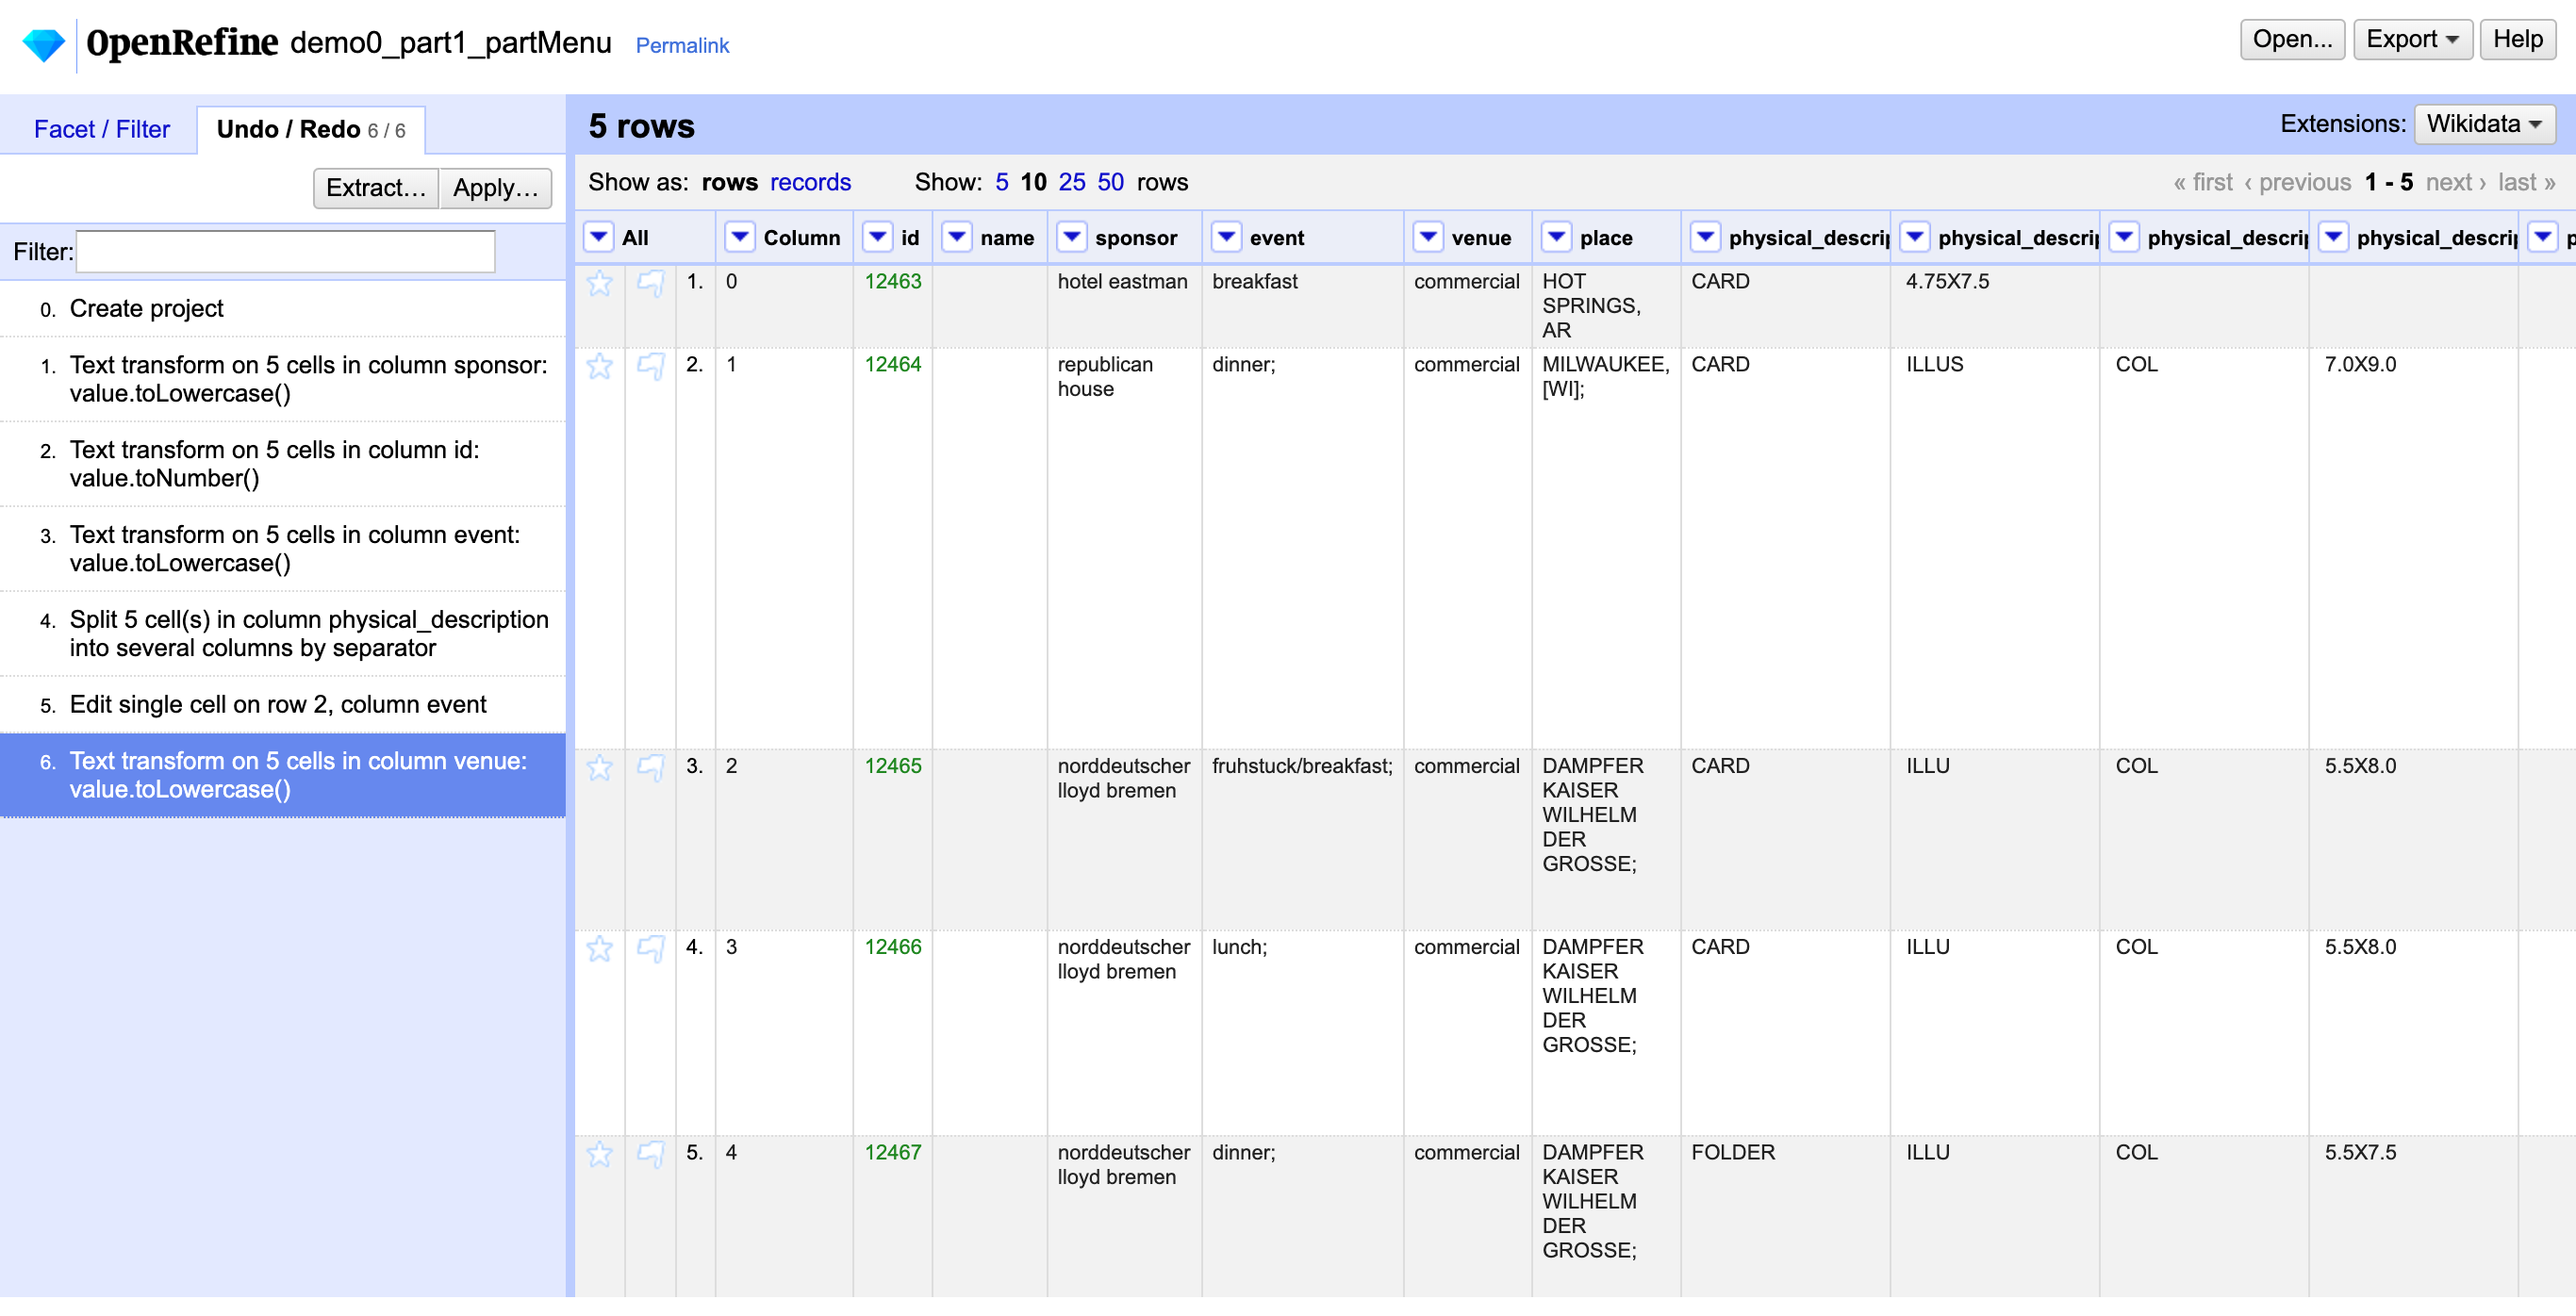 OpenRefine demo0_part1_partMenu Permalink
Open... Export Help
Facet / Filter Undo / Redo 6 / 6
Extract... Apply...
Filter:
0. Create project
1. Text transform on 5 cells in column sponsor:
value.toLowercase()
2. Text transform on 5 cells in column id:
value.toNumber()
3. Text transform on 5 cells in column event:
value.toLowercase()
4. Split 5 cell(s) in column physical_description
into several columns by separator
5. Edit single cell on row 2, column event
6. Text transform on 5 cells in column venue:
value.toLowercase()
5 rows
Extensions: Wikidata
Show as: rows records Show: 5 10 25 50 rows
« first ‹ previous 1 - 5 next › last »
All Column id name sponsor event venue place physical_descrip physical_descrip physical_descrip physical_descrip p
1. 0 12463 hotel eastman breakfast commercial HOT CARD 4.75X7.5
SPRINGS,
AR
2. 1 12464 republican dinner; commercial MILWAUKEE, CARD ILLUS COL 7.0X9.0
house [WI];
3. 2 12465 norddeutscher fruhstuck/breakfast; commercial DAMPFER CARD ILLU COL 5.5X8.0
lloyd bremen KAISER
WILHELM
DER
GROSSE;
4. 3 12466 norddeutscher lunch; commercial DAMPFER CARD ILLU COL 5.5X8.0
lloyd bremen KAISER
WILHELM
DER
GROSSE;
5. 4 12467 norddeutscher dinner; commercial DAMPFER FOLDER ILLU COL 5.5X7.5
lloyd bremen KAISER
WILHELM
DER
GROSSE;